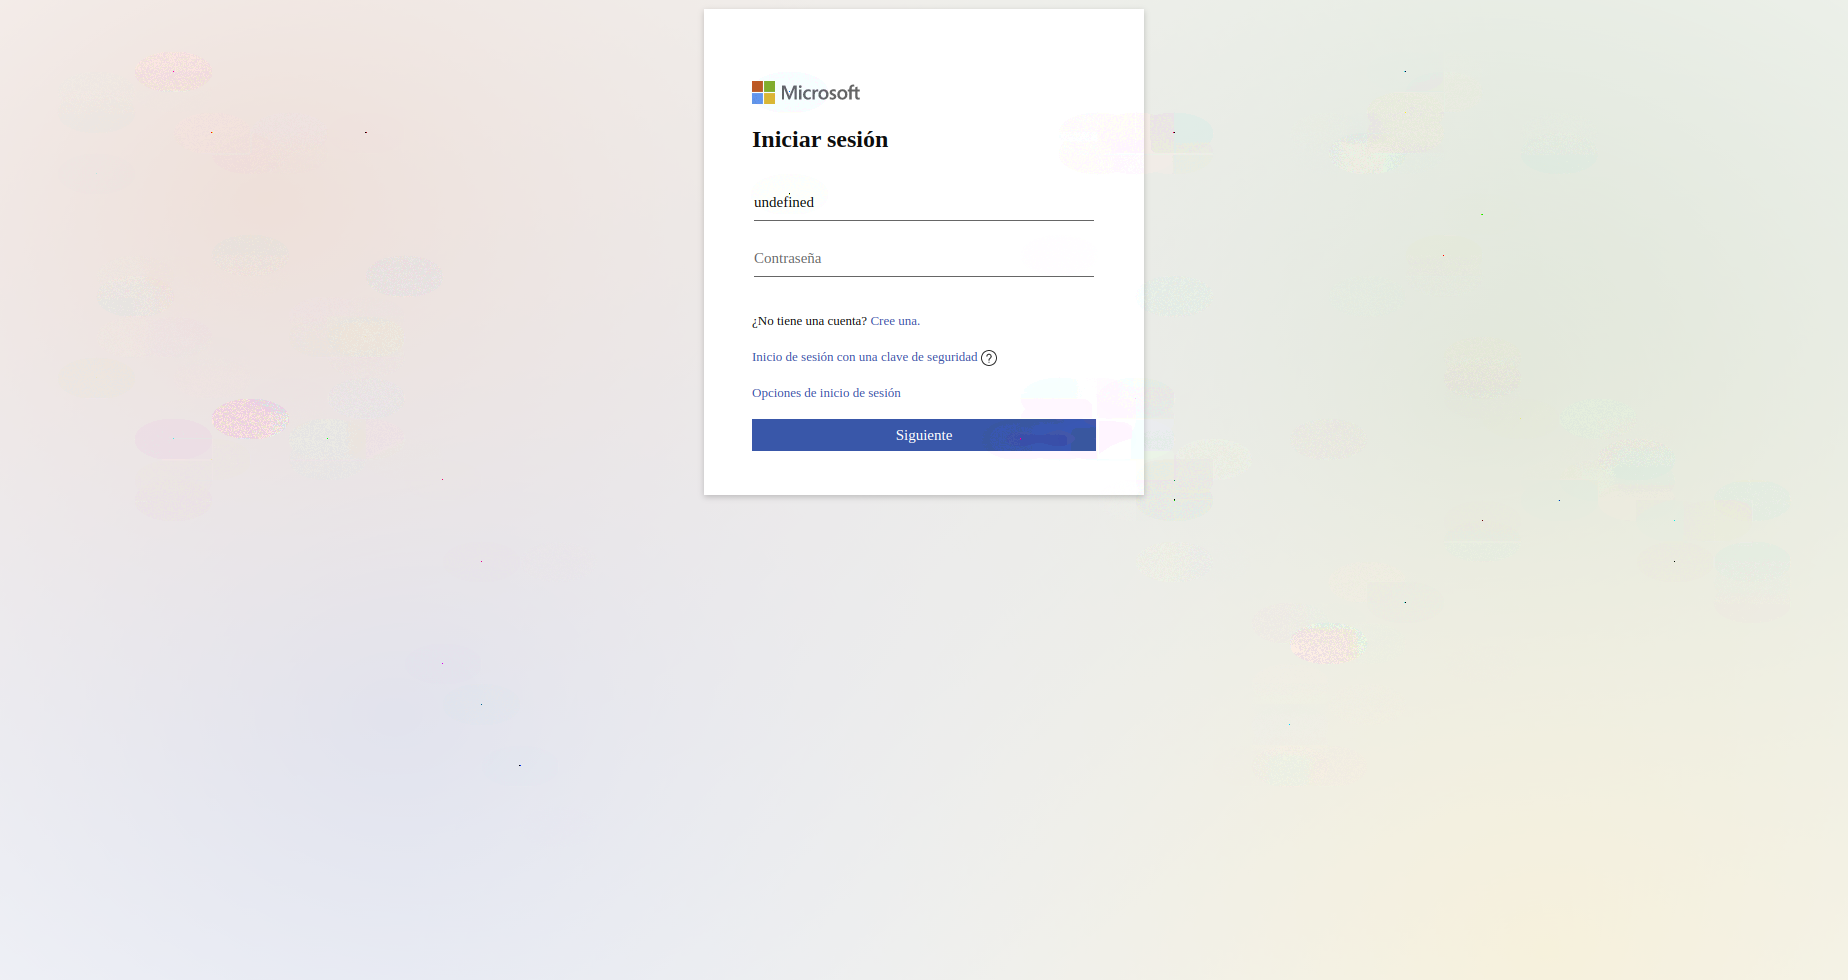 Microsoft
Iniciar sesión
undefined
Contraseña
¿No tiene una cuenta? Cree una.
Inicio de sesión con una clave de seguridad
Opciones de inicio de sesión
Siguiente